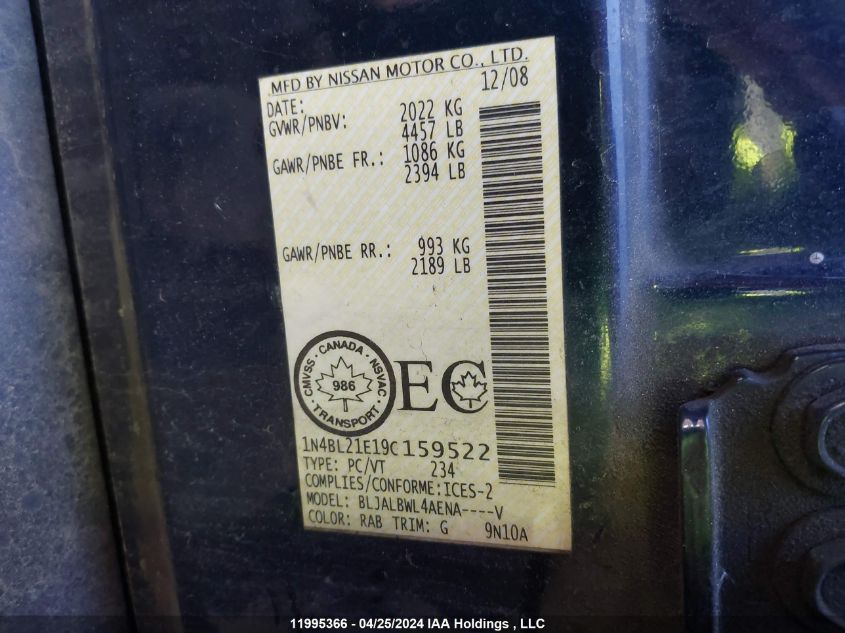 MFD BY NISSAN MOTOR CO., LTD.
DATE: 12/08
GVWR/PNBV: 2022 KG
4457 LB
GAWR/PNBE FR.: 1086 KG
2394 LB
GAWR/PNBE RR.: 993 KG
2189 LB
CMVSS · CANADA · NSVAC · TRANSPORT ·
986
EC
1N4BL21E19C159522
TYPE: PC/VT 234
COMPLIES/CONFORME:ICES-2
MODEL: BLJALBWL4AENA----V
COLOR: RAB TRIM: G 9N10A
11995366 - 04/25/2024 IAA Holdings , LLC